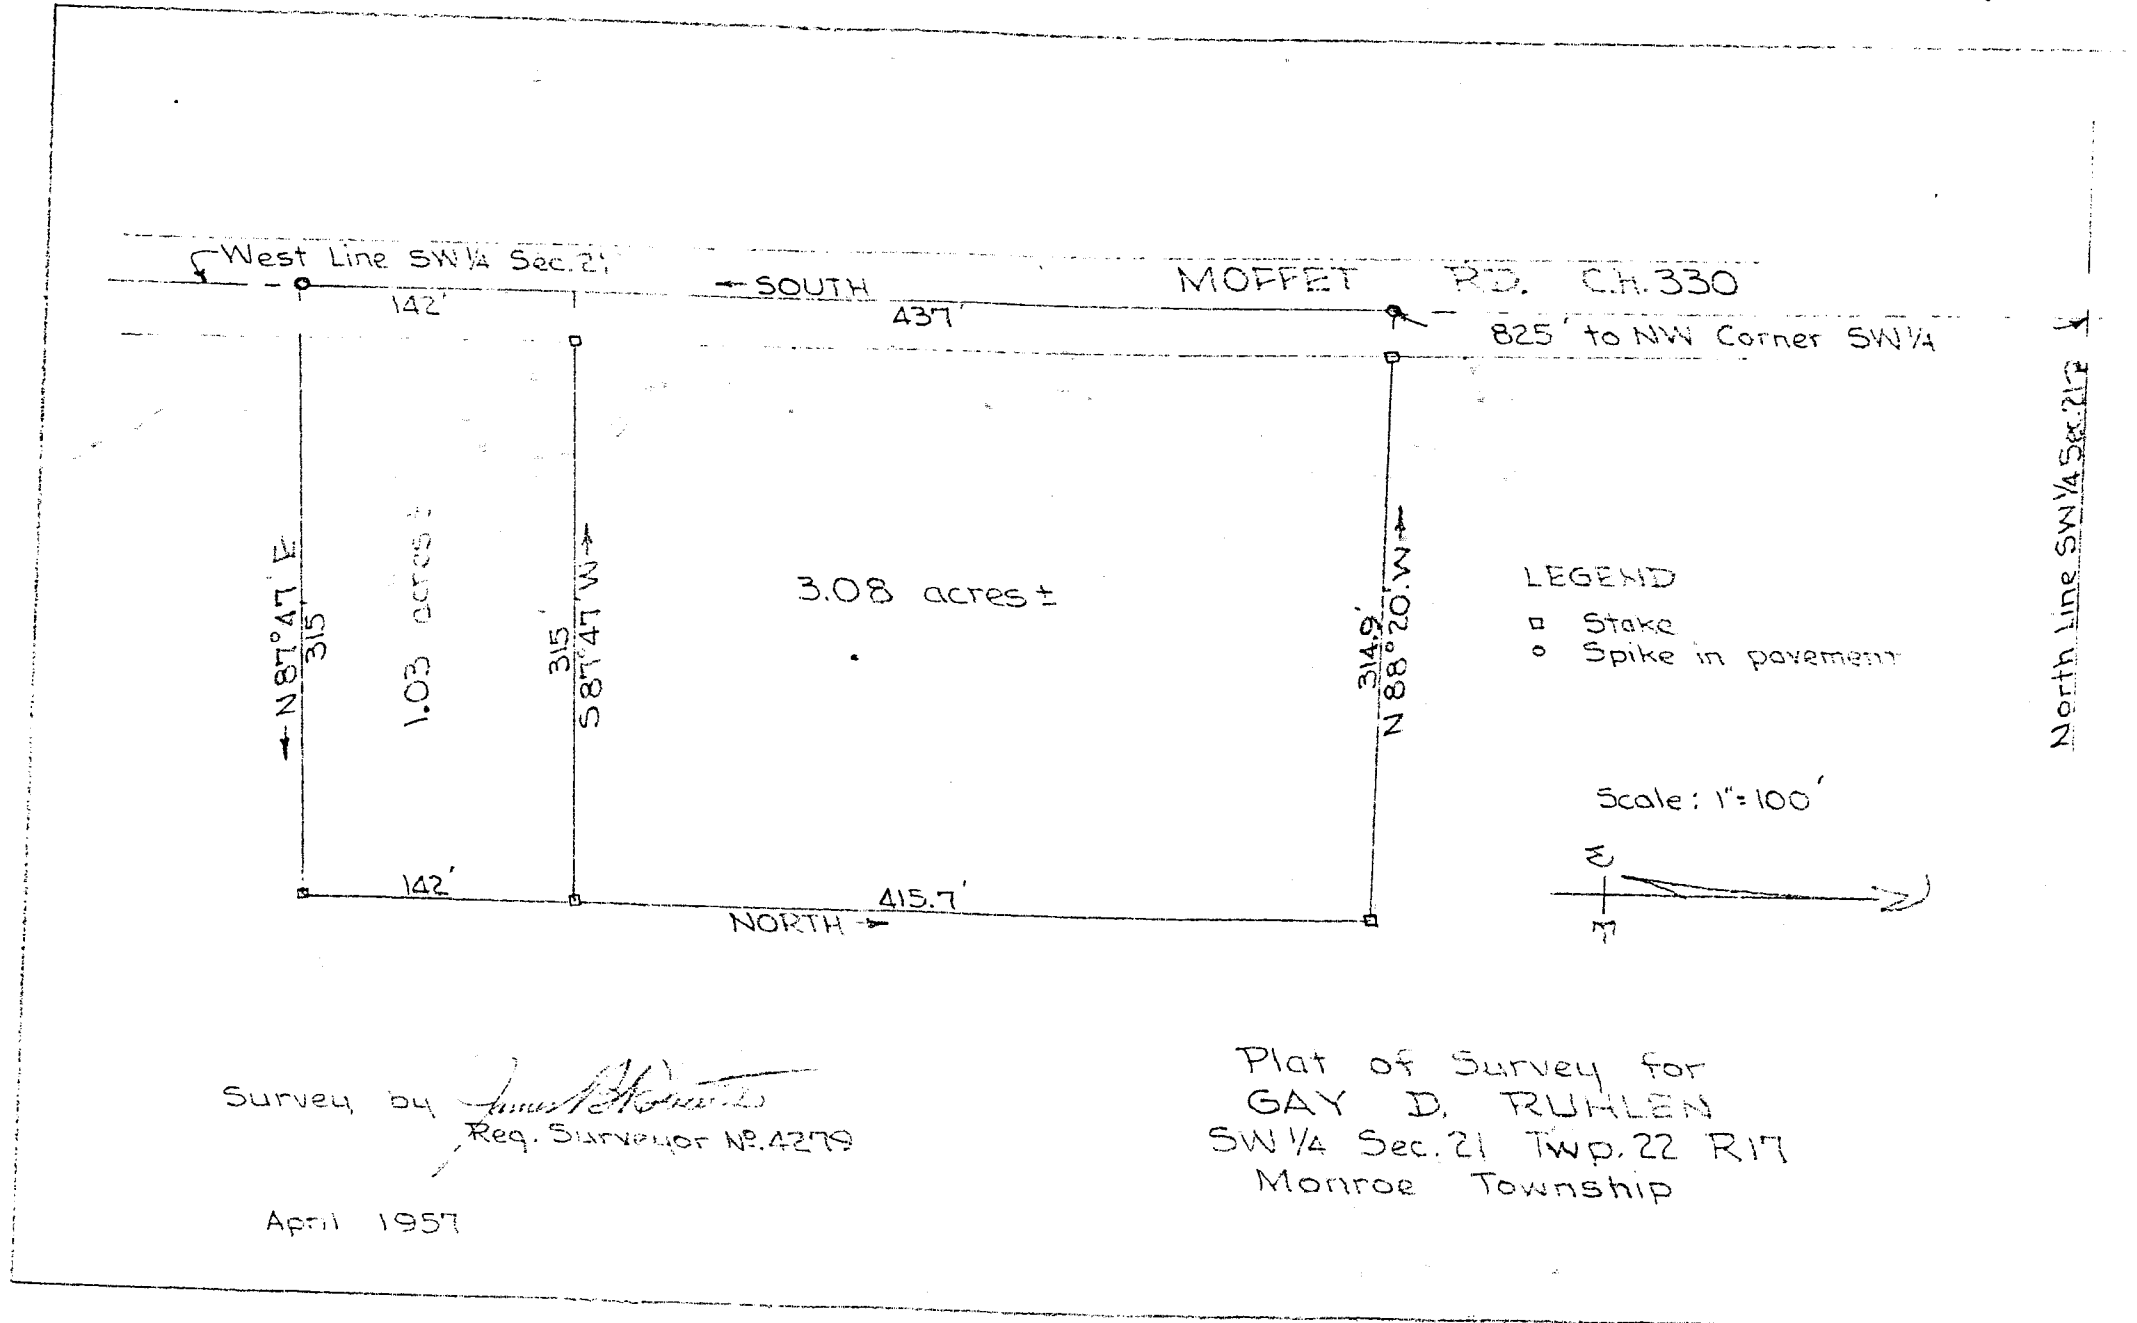 West Line SW¼ Sec. 21
142'
← SOUTH
437'
MOFFET RD. C.H. 330
825' to NW Corner SW¼
North Line SW¼ Sec. 21
← N87°47'E
315'
1.03 acres ±
315'
S87°47'W →
3.08 acres ±
314.9'
N88°20'W →
LEGEND
Stake
Spike in pavement
Scale: 1"=100'
142'
415.7'
NORTH →
Survey by
Reg. Surveyor Nº. 4279
April 1957
Plat of Survey for
GAY D. RUHLEN
SW¼ Sec. 21 Twp. 22 R17
Monroe Township